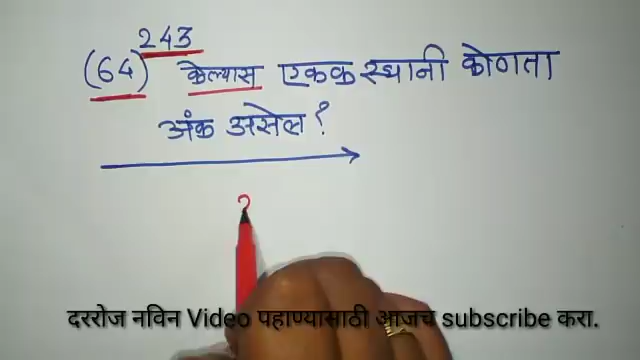 (64)²⁴³ केल्यास एकक स्थानी कोणता
अंक असेल?
?
दररोज नविन Video पहाण्यासाठी आजच subscribe करा.